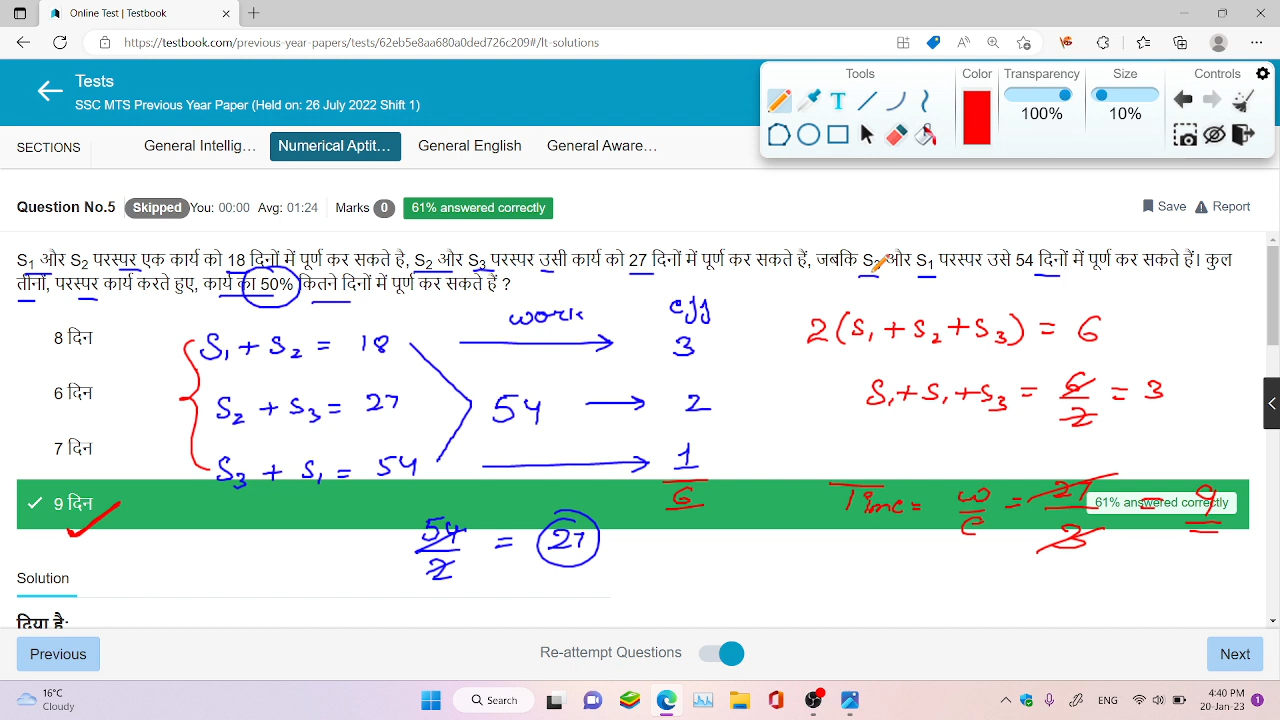 Online Test | Testbook
https://testbook.com/previous-year-papers/tests/62eb5e8aa680a0ded726c209#/lt-solutions
Tests
SSC MTS Previous Year Paper (Held on: 26 July 2022 Shift 1)
Tools
Color
Transparency
Size
Controls
100%
10%
SECTIONS
General Intellig...
Numerical Aptit...
General English
General Aware...
Question No.5
Skipped
You: 00:00
Avg: 01:24
Marks 0
61% answered correctly
Save
Report
S1 और S2 परस्पर एक कार्य को 18 दिनों में पूर्ण कर सकते है, S2 और S3 परस्पर उसी कार्य को 27 दिनों में पूर्ण कर सकते हैं, जबकि S3 और S1 परस्पर उसे 54 दिनों में पूर्ण कर सकते हैं। कुल
तीनों, परस्पर कार्य करते हुए, कार्य का 50% कितने दिनों में पूर्ण कर सकते हैं ?
8 दिन
6 दिन
7 दिन
9 दिन
work
eff
S1 + S2 = 18
3
S2 + S3 = 27
54
2
S3 + S1 = 54
1
6
54/2 = 27
2(S1 + S2 + S3) = 6
S1 + S1 + S3 = 6/2 = 3
Time = w/e = 27/3 = 9
61% answered correctly
Solution
दिया है:
Previous
Re-attempt Questions
Next
16°C
Cloudy
Search
ENG
4:40 PM
20-Jan-23
1